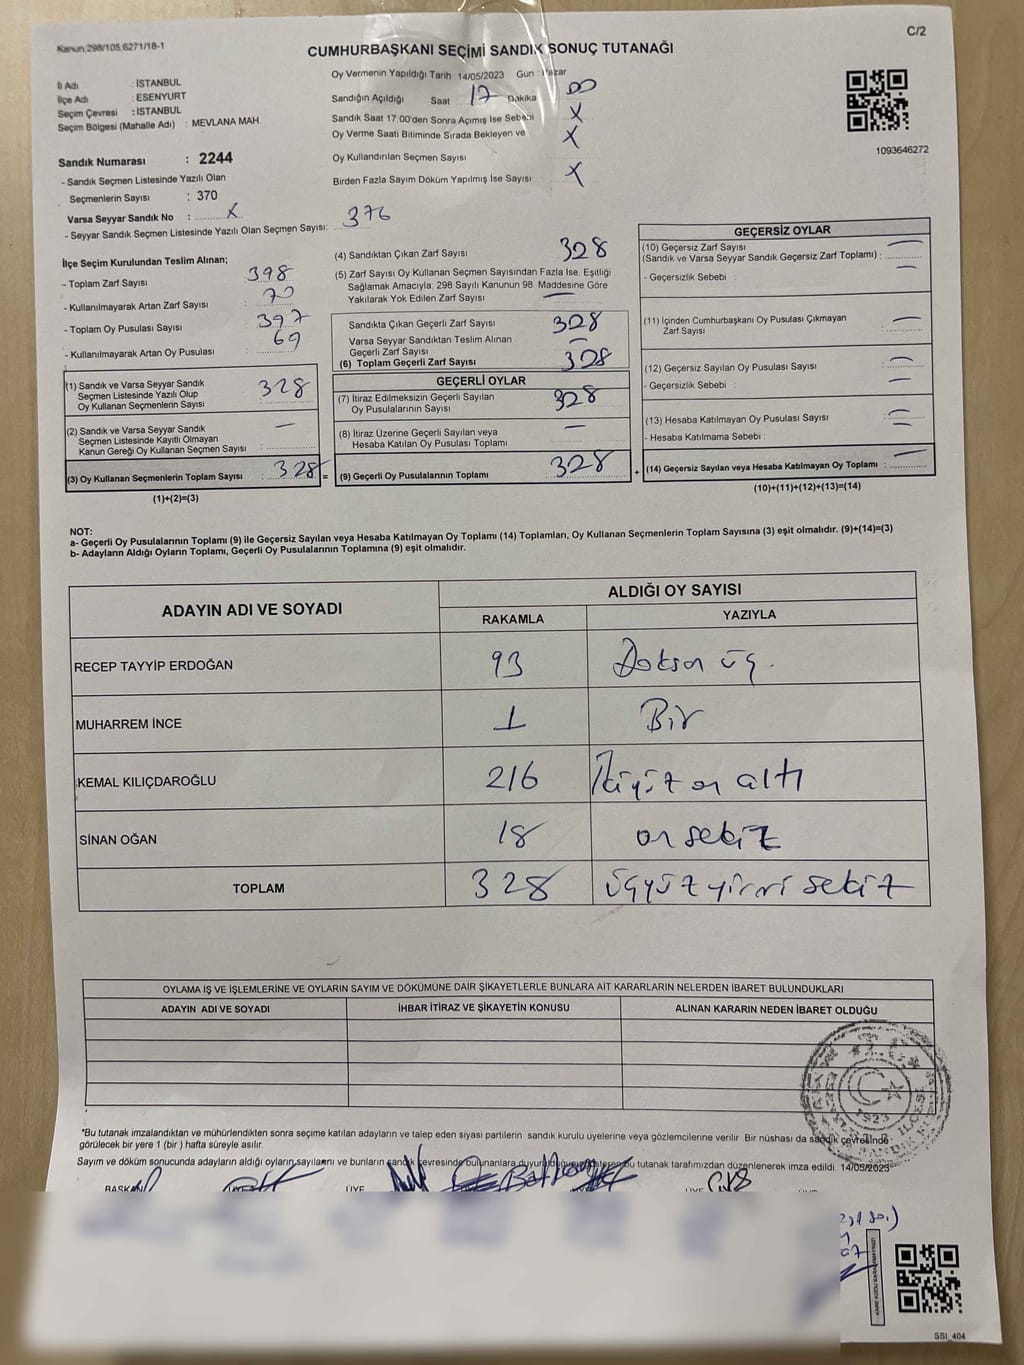 Kanun,298/105,6271/18-1
C/2
CUMHURBAŞKANI SEÇİMİ SANDIK SONUÇ TUTANAĞI
İl Adı : İSTANBUL
İlçe Adı : ESENYURT
Seçim Çevresi : İSTANBUL
Seçim Bölgesi (Mahalle Adı) : MEVLANA MAH.
Oy Vermenin Yapıldığı Tarih 14/05/2023 Gün Pazar
Sandığın Açıldığı Saat 17 Dakika 00
Sandık Saat 17.00'den Sonra Açımış İse Sebebi X
Oy Verme Saati Bitiminde Sırada Bekleyen ve X
Oy Kullandırılan Seçmen Sayısı
Birden Fazla Sayım Döküm Yapılmış İse Sayısı X
1093646272
Sandık Numarası : 2244
- Sandık Seçmen Listesinde Yazılı Olan
Seçmenlerin Sayısı : 370
Varsa Seyyar Sandık No : X
- Seyyar Sandık Seçmen Listesinde Yazılı Olan Seçmen Sayısı: 376
İlçe Seçim Kurulundan Teslim Alınan;
- Toplam Zarf Sayısı : 398
- Kullanılmayarak Artan Zarf Sayısı : 70
- Toplam Oy Pusulası Sayısı : 397
- Kullanılmayarak Artan Oy Pusulası : 69
(1) Sandık ve Varsa Seyyar Sandık
Seçmen Listesinde Yazılı Olup
Oy Kullanan Seçmenlerin Sayısı : 328
(2) Sandık ve Varsa Seyyar Sandık
Seçmen Listesinde Kayıtlı Olmayan
Kanun Gereği Oy Kullanan Seçmen Sayısı : —
(3) Oy Kullanan Seçmenlerin Toplam Sayısı : 328 =
(1)+(2)=(3)
(4) Sandıktan Çıkan Zarf Sayısı 328
(5) Zarf Sayısı Oy Kullanan Seçmen Sayısından Fazla İse. Eşitliği
Sağlamak Amacıyla; 298 Sayılı Kanunun 98. Maddesine Göre
Yakılarak Yok Edilen Zarf Sayısı —
Sandıkta Çıkan Geçerli Zarf Sayısı 328
Varsa Seyyar Sandıktan Teslim Alınan
Geçerli Zarf Sayısı —
(6) Toplam Geçerli Zarf Sayısı 328
GEÇERLİ OYLAR
(7) İtiraz Edilmeksizin Geçerli Sayılan
Oy Pusulalarının Sayısı 328
(8) İtiraz Üzerine Geçerli Sayılan veya
Hesaba Katılan Oy Pusulası Toplamı —
(9) Geçerli Oy Pusulalarının Toplamı 328 +
GEÇERSİZ OYLAR
(10) Geçersiz Zarf Sayısı
(Sandık ve Varsa Seyyar Sandık Geçersiz Zarf Toplamı) : —
- Geçersizlik Sebebi : —
(11) İçinden Cumhurbaşkanı Oy Pusulası Çıkmayan
Zarf Sayısı : —
(12) Geçersiz Sayılan Oy Pusulası Sayısı : —
- Geçersizlik Sebebi : —
(13) Hesaba Katılmayan Oy Pusulası Sayısı : —
- Hesaba Katılmama Sebebi : —
(14) Geçersiz Sayılan veya Hesaba Katılmayan Oy Toplamı : —
(10)+(11)+(12)+(13)=(14)
NOT:
a- Geçerli Oy Pusulalarının Toplamı (9) ile Geçersiz Sayılan veya Hesaba Katılmayan Oy Toplamı (14) Toplamları, Oy Kullanan Seçmenlerin Toplam Sayısına (3) eşit olmalıdır. (9)+(14)=(3)
b- Adayların Aldığı Oyların Toplamı, Geçerli Oy Pusulalarının Toplamına (9) eşit olmalıdır.
ADAYIN ADI VE SOYADI
ALDIĞI OY SAYISI
RAKAMLA YAZIYLA
RECEP TAYYİP ERDOĞAN 93 Doksan üç.
MUHARREM İNCE 1 Bir
KEMAL KILIÇDAROĞLU 216 İkiyüz on altı
SİNAN OĞAN 18 on sekiz
TOPLAM 328 üçyüz yirmi sekiz
OYLAMA İŞ VE İŞLEMLERİNE VE OYLARIN SAYIM VE DÖKÜMÜNE DAİR ŞİKAYETLERLE BUNLARA AİT KARARLARIN NELERDEN İBARET BULUNDUKLARI
ADAYIN ADI VE SOYADI İHBAR İTİRAZ VE ŞİKAYETİN KONUSU ALINAN KARARIN NEDEN İBARET OLDUĞU
*Bu tutanak imzalandıktan ve mühürlendikten sonra seçime katılan adayların ve talep eden siyasi partilerin sandık kurulu üyelerine veya gözlemcilerine verilir. Bir nüshası da sandık çevresinde
görülecek bir yere 1 (bir ) hafta süreyle asılır.
Sayım ve döküm sonucunda adayların aldığı oyların sayılarını ve bunların sandık çevresinde bulunanlara duyurulduğunu gösteren bu tutanak tarafımızdan düzenlenerek imza edildi. 14/05/2023
BAŞKAN ÜYE ÜYE
SSI_404